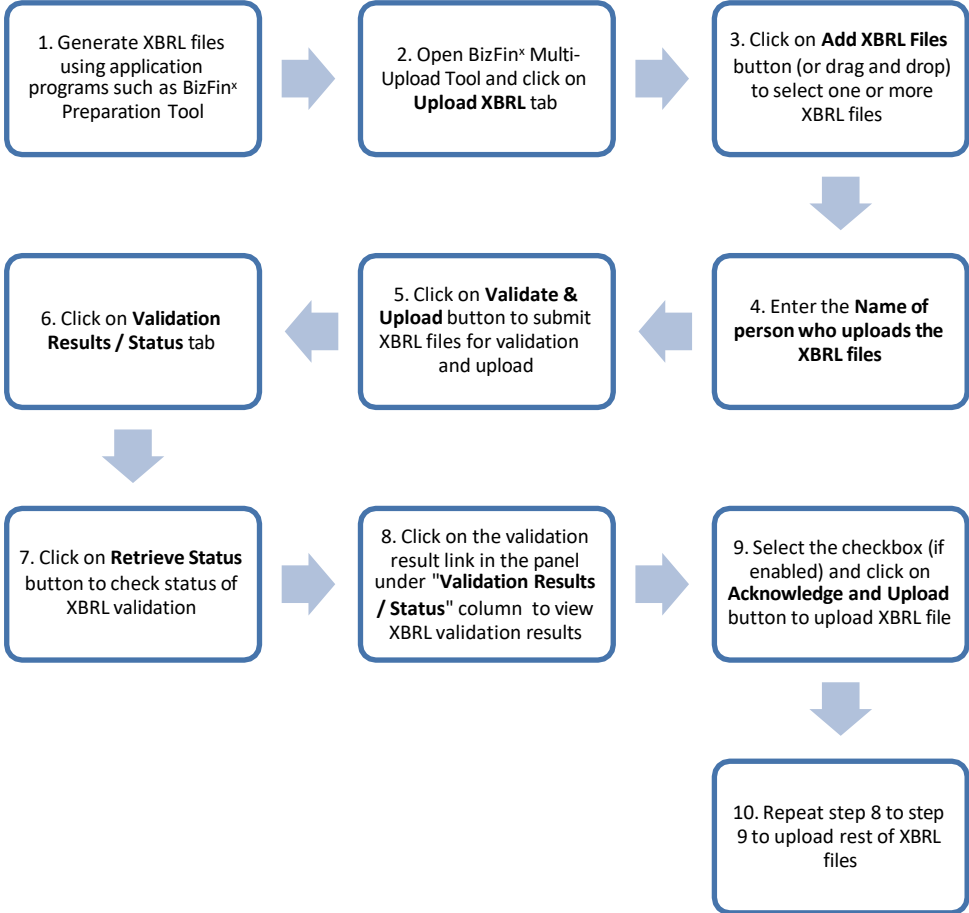 1. Generate XBRL files
using application
programs such as BizFinˣ
Preparation Tool
2. Open BizFinˣ Multi-
Upload Tool and click on
Upload XBRL tab
3. Click on Add XBRL Files
button (or drag and drop)
to select one or more
XBRL files
4. Enter the Name of
person who uploads the
XBRL files
5. Click on Validate &
Upload button to submit
XBRL files for validation
and upload
6. Click on Validation
Results / Status tab
7. Click on Retrieve Status
button to check status of
XBRL validation
8. Click on the validation
result link in the panel
under "Validation Results
/ Status" column to view
XBRL validation results
9. Select the checkbox (if
enabled) and click on
Acknowledge and Upload
button to upload XBRL file
10. Repeat step 8 to step
9 to upload rest of XBRL
files